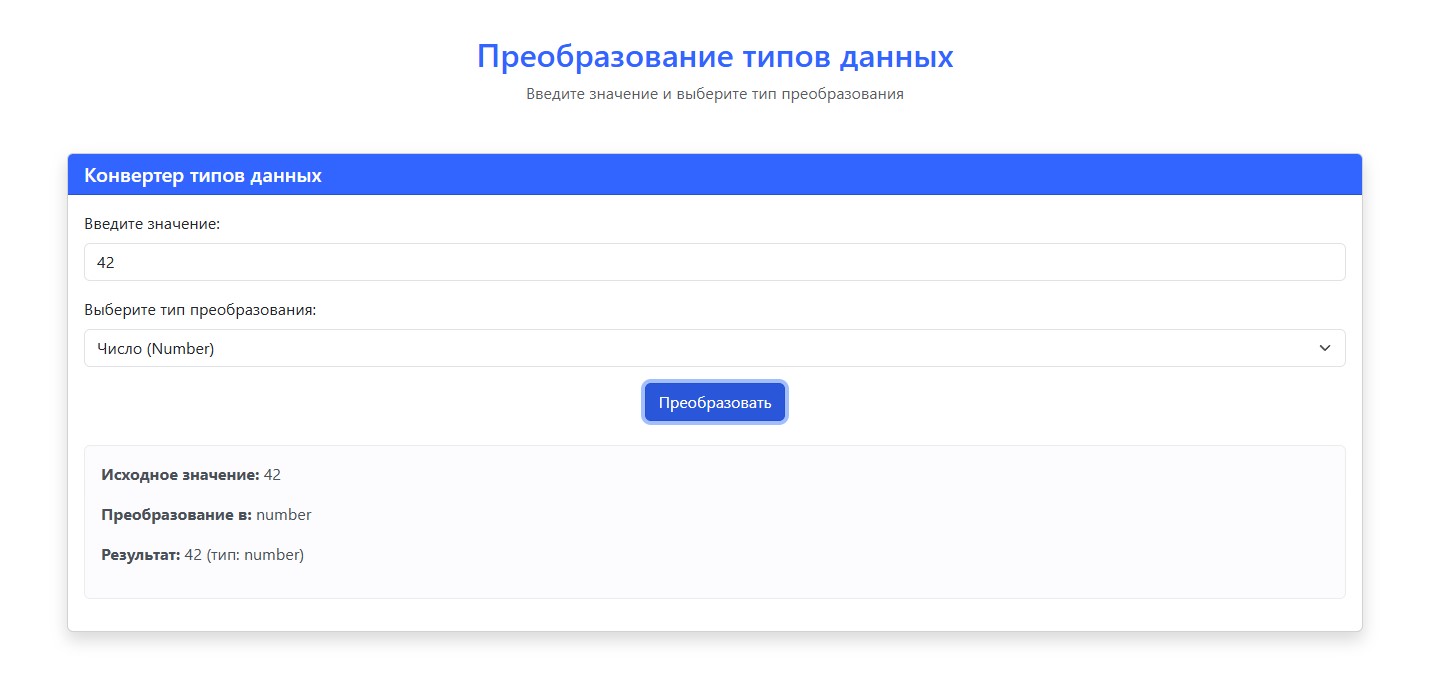 Преобразование типов данных
Введите значение и выберите тип преобразования
Конвертер типов данных
Введите значение:
42
Выберите тип преобразования:
Число (Number)
Преобразовать
Исходное значение: 42
Преобразование в: number
Результат: 42 (тип: number)